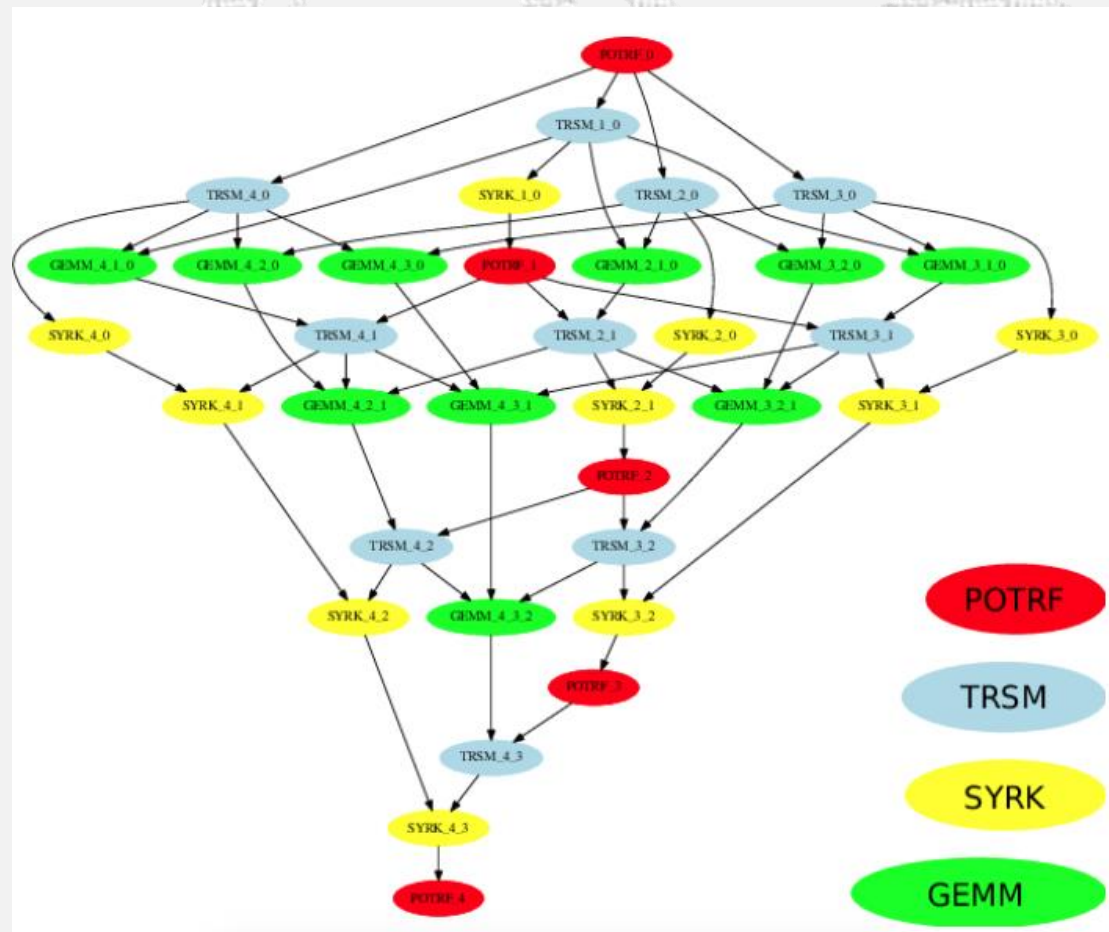 POTRF_0
TRSM_1_0
TRSM_4_0 SYRK_1_0 TRSM_2_0 TRSM_3_0
GEMM_4_1_0 GEMM_4_2_0 GEMM_4_3_0 POTRF_1 GEMM_2_1_0 GEMM_3_2_0 GEMM_3_1_0
SYRK_4_0 TRSM_4_1 TRSM_2_1 SYRK_2_0 TRSM_3_1 SYRK_3_0
SYRK_4_1 GEMM_4_2_1 GEMM_4_3_1 SYRK_2_1 GEMM_3_2_1 SYRK_3_1
POTRF_2
TRSM_4_2 TRSM_3_2
POTRF
SYRK_4_2 GEMM_4_3_2 SYRK_3_2
POTRF_3
TRSM
TRSM_4_3
SYRK
SYRK_4_3
POTRF_4
GEMM